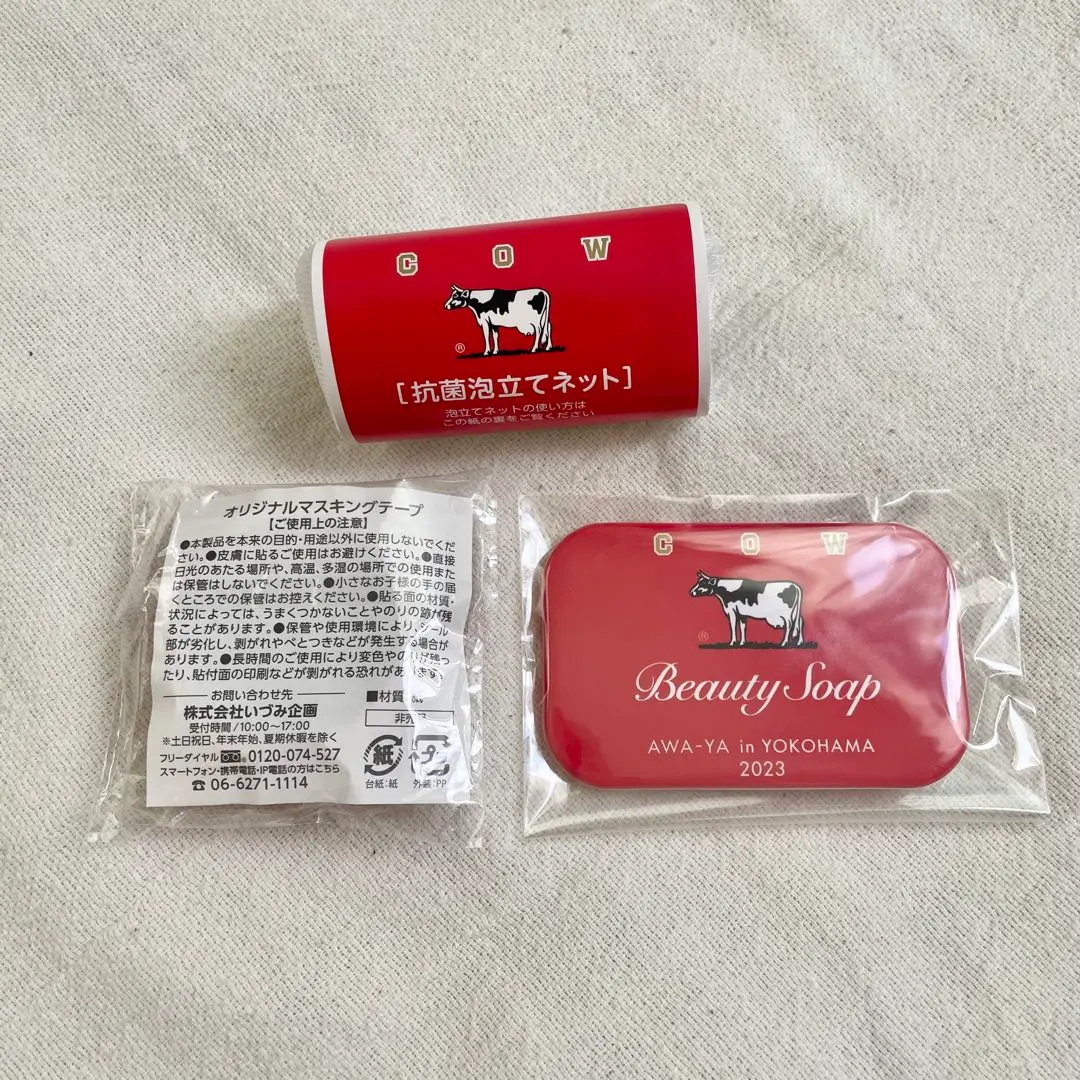 COW
®
[抗菌泡立てネット]
泡立てネットの使い方は
この紙の裏をご覧ください
オリジナルマスキングテープ
【ご使用上の注意】
●本製品を本来の目的・用途以外に使用しないでくだ
さい。●皮膚に貼るご使用はお避けください。●直接
日光のあたる場所や、高温、多湿の場所での使用また
は保管はしないでください。●小さなお子様の手の届
くところでの保管はお控えください。●貼る面の材質・
状況によっては、うまくつかないことやのりの跡が残
ることがあります。●保管や使用環境により、シール
部が劣化し、剥がれやべとつきなどが発生する場合が
あります。●長時間のご使用により変色やのりが残っ
たり、貼付面の印刷などが剥がれる恐れがあります。
お問い合わせ先
株式会社いづみ企画
受付時間/10:00〜17:00
※土日祝日、年末年始、夏期休暇を除く
フリーダイヤル 0120-074-527
スマートフォン・携帯電話・IP電話の方はこちら
☎ 06-6271-1114
■材質
非売品
紙
プ
台紙:紙
外装:PP
COW
®
Beauty Soap
AWA-YA in YOKOHAMA
2023